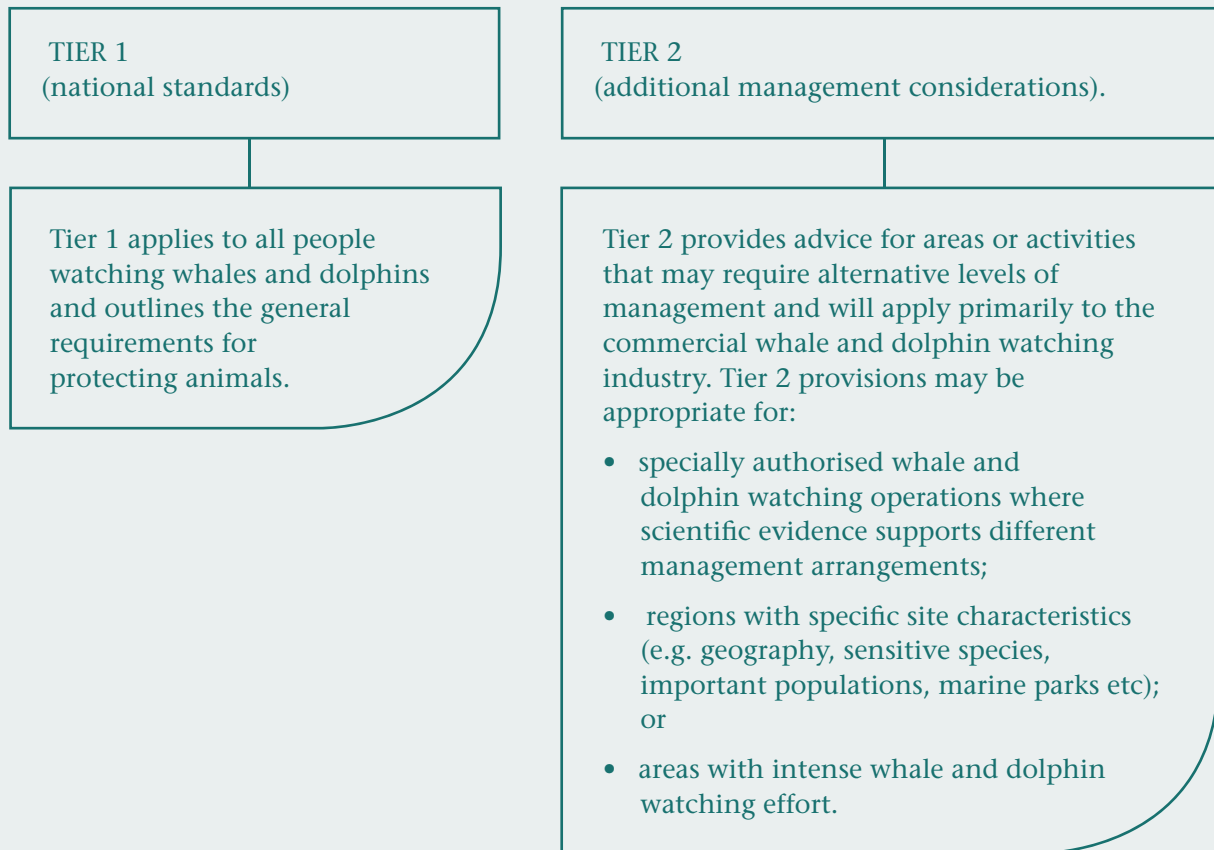 TIER 1
(national standards)
Tier 1 applies to all people
watching whales and dolphins
and outlines the general
requirements for
protecting animals.
TIER 2
(additional management considerations).
Tier 2 provides advice for areas or activities
that may require alternative levels of
management and will apply primarily to the
commercial whale and dolphin watching
industry. Tier 2 provisions may be
appropriate for:
• specially authorised whale and
dolphin watching operations where
scientific evidence supports different
management arrangements;
• regions with specific site characteristics
(e.g. geography, sensitive species,
important populations, marine parks etc);
or
• areas with intense whale and dolphin
watching effort.